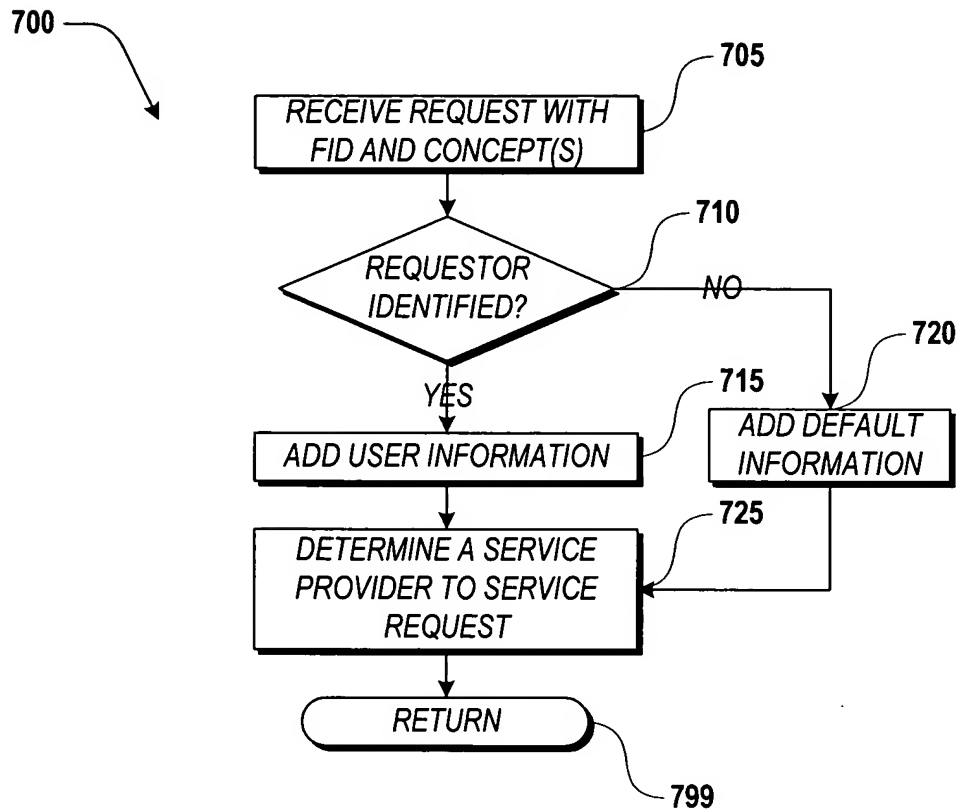 700
705
RECEIVE REQUEST WITH
FID AND CONCEPT(S)
710
REQUESTOR
IDENTIFIED?
NO
720
YES
715
ADD USER INFORMATION
ADD DEFAULT
INFORMATION
725
DETERMINE A SERVICE
PROVIDER TO SERVICE
REQUEST
RETURN
799